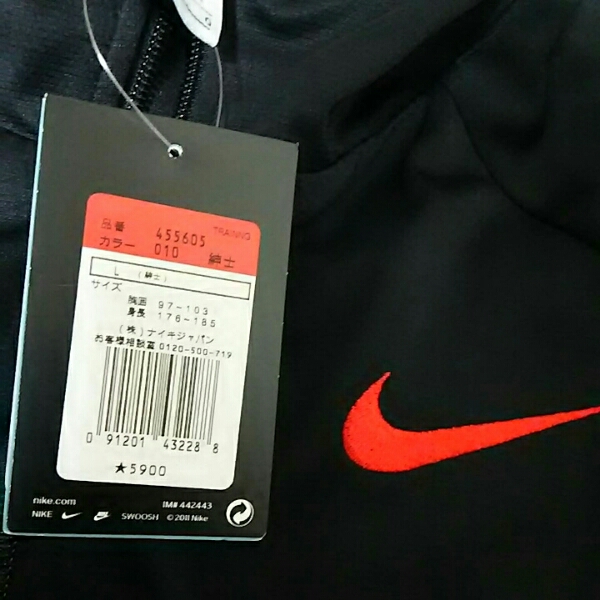 品番 455605 TRAINING
カラー 010 紳士
L (紳士)
サイズ
胸囲 97-103
身長 176-185
(株)ナイキジャパン
お客様相談室 0120-500-719
0 91201 43228 8
★5900
nike.com IM# 442443
NIKE SWOOSH © 2011 Nike